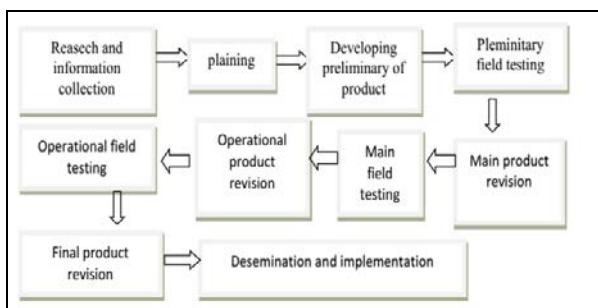 Reasech and
information
collection
plaining
Developing
preliminary of
product
Pleminitary
field testing
Main product
revision
Main
field
testing
Operational
product
revision
Operational field
testing
Final product
revision
Desemination and implementation